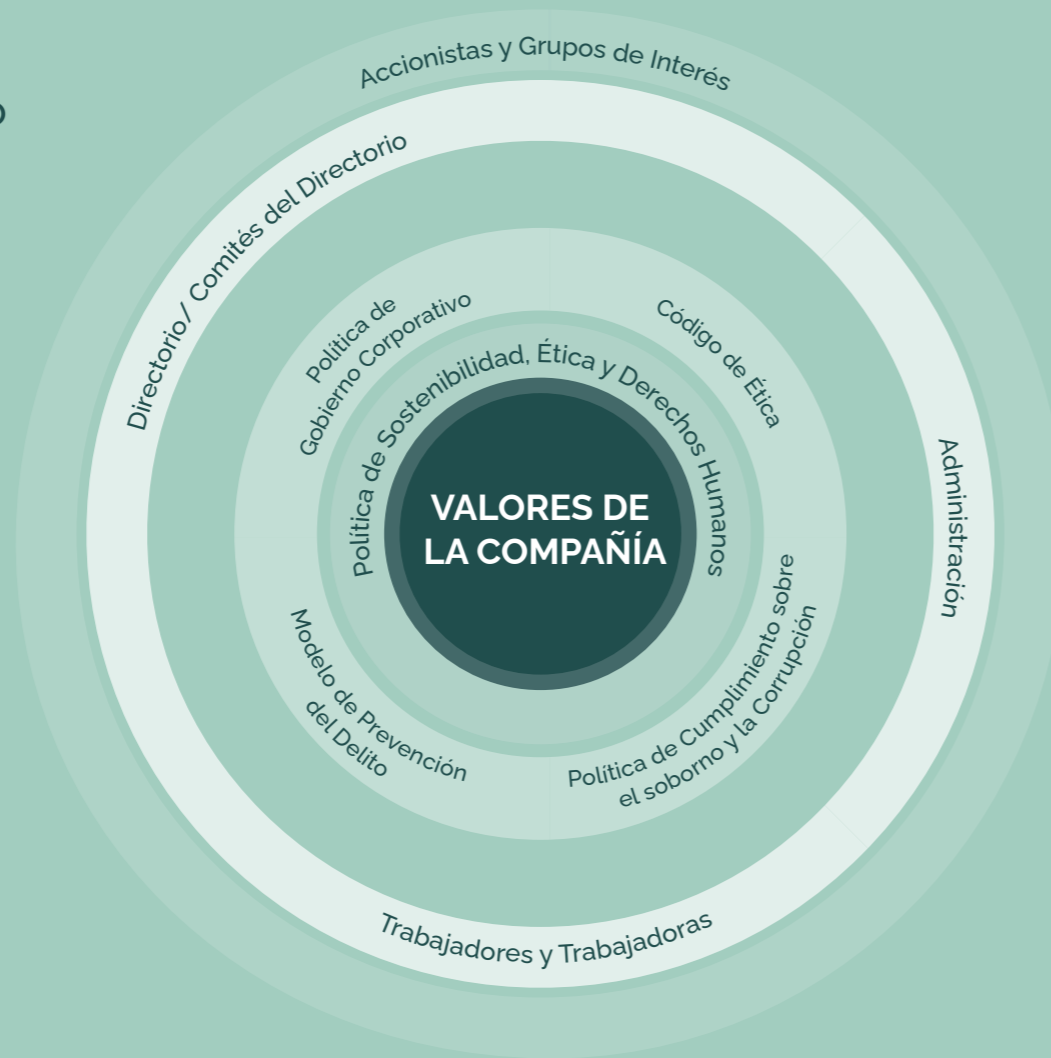 Accionistas y Grupos de Interés
Directorio/ Comités del Directorio
Política de
Gobierno Corporativo
Código de Ética
Política de Sostenibilidad, Ética y Derechos Humanos
VALORES DE
LA COMPAÑÍA
Administración
Modelo de Prevención
del Delito
Política de Cumplimiento sobre
el soborno y la Corrupción
Trabajadores y Trabajadoras